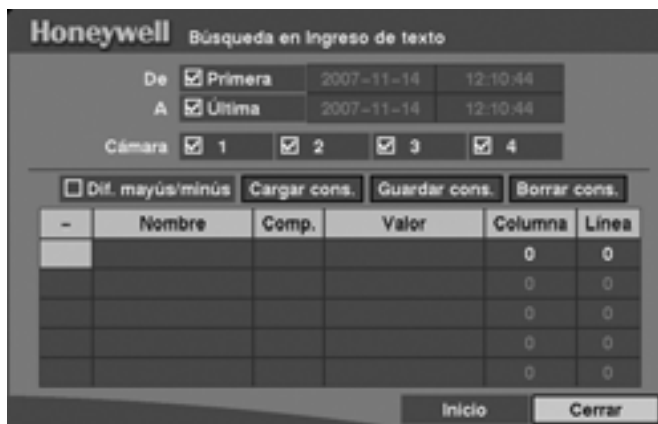 Honeywell Búsqueda en Ingreso de texto
De Primera 2007-11-14 12:10:44
A Última 2007-11-14 12:10:44
Cámara 1 2 3 4
Dif. mayús/minús Cargar cons. Guardar cons. Borrar cons.
- Nombre Comp. Valor Columna Línea
0 0
0 0
0 0
0 0
0 0
Inicio Cerrar